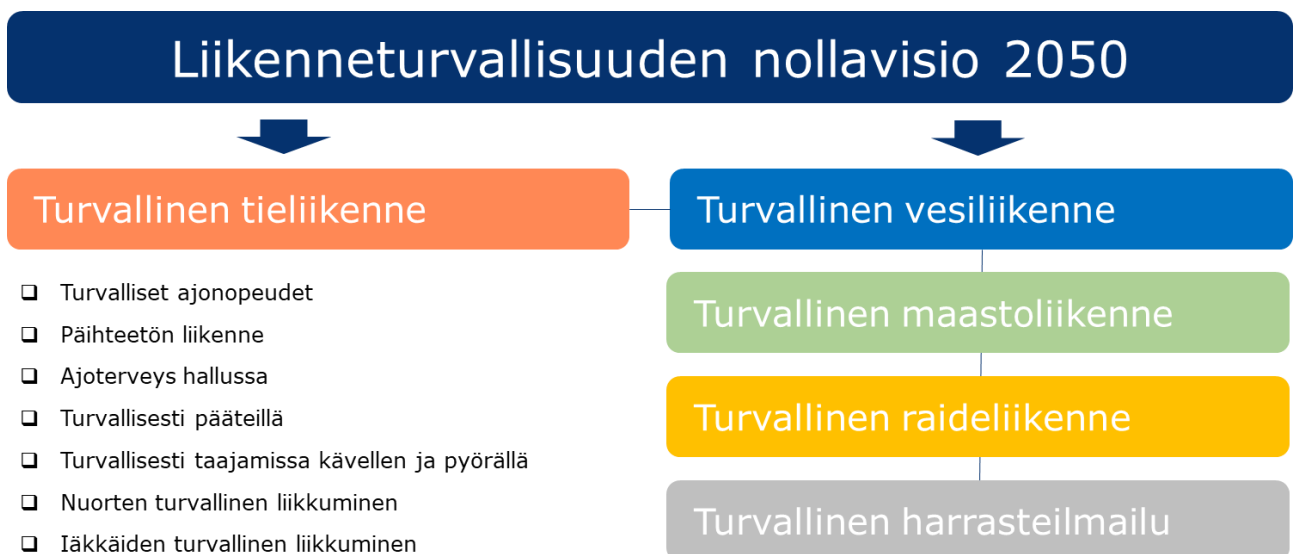 Liikenneturvallisuuden nollavisio 2050
Turvallinen tieliikenne
Turvalliset ajonopeudet
Päihteetön liikenne
Ajoterveys hallussa
Turvallisesti pääteillä
Turvallisesti taajamissa kävellen ja pyörällä
Nuorten turvallinen liikkuminen
Iäkkäiden turvallinen liikkuminen
Turvallinen vesiliikenne
Turvallinen maastoliikenne
Turvallinen raideliikenne
Turvallinen harrasteilmailu